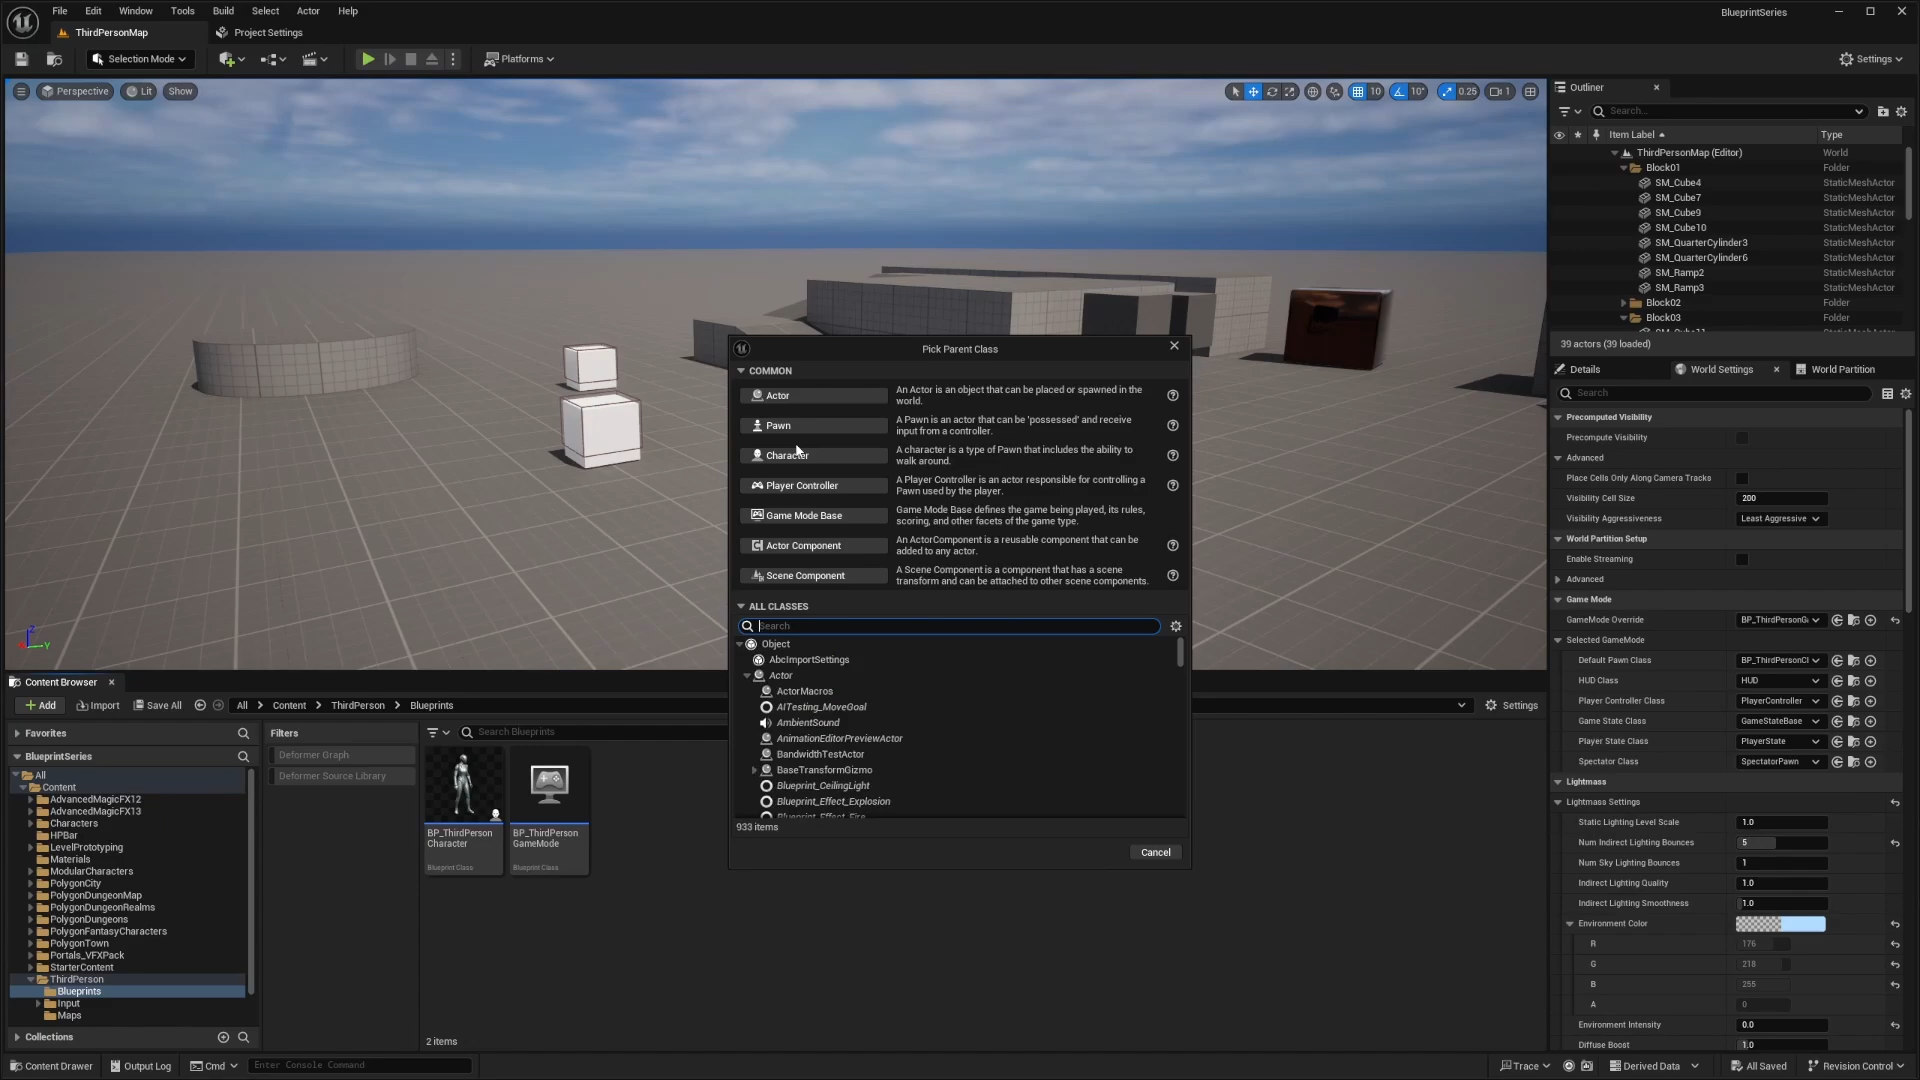 File Edit Window Tools Build Select Actor Help
BlueprintSeries
ThirdPersonMap
Project Settings
Selection Mode
Platforms
Settings
Perspective
Lit
Show
10
10°
0.25
1
Outliner
Search...
Item Label
Type
ThirdPersonMap (Editor) World
Block01 Folder
SM_Cube4 StaticMeshActor
SM_Cube7 StaticMeshActor
SM_Cube9 StaticMeshActor
SM_Cube10 StaticMeshActor
SM_QuarterCylinder3 StaticMeshActor
SM_QuarterCylinder6 StaticMeshActor
SM_Ramp2 StaticMeshActor
SM_Ramp3 StaticMeshActor
Block02 Folder
Block03 Folder
39 actors (39 loaded)
Pick Parent Class
COMMON
Actor
An Actor is an object that can be placed or spawned in the
world.
Pawn
A Pawn is an actor that can be 'possessed' and receive
input from a controller.
Character
A character is a type of Pawn that includes the ability to
walk around.
Player Controller
A Player Controller is an actor responsible for controlling a
Pawn used by the player.
Game Mode Base
Game Mode Base defines the game being played, its rules,
scoring, and other facets of the game type.
Actor Component
An ActorComponent is a reusable component that can be
added to any actor.
Scene Component
A Scene Component is a component that has a scene
transform and can be attached to other scene components.
ALL CLASSES
Search
Object
AbcImportSettings
Actor
ActorMacros
AITesting_MoveGoal
AmbientSound
AnimationEditorPreviewActor
BandwidthTestActor
BaseTransformGizmo
Blueprint_CeilingLight
Blueprint_Effect_Explosion
Blueprint_Effect_Fire
933 items
Cancel
Details
World Settings
World Partition
Search
Precomputed Visibility
Precompute Visibility
Advanced
Place Cells Only Along Camera Tracks
Visibility Cell Size 200
Visibility Aggressiveness Least Aggressive
World Partition Setup
Enable Streaming
Advanced
Game Mode
GameMode Override BP_ThirdPersonG
Selected GameMode
Default Pawn Class BP_ThirdPersonCl
HUD Class HUD
Player Controller Class PlayerController
Game State Class GameStateBase
Player State Class PlayerState
Spectator Class SpectatorPawn
Lightmass
Lightmass Settings
Static Lighting Level Scale 1.0
Num Indirect Lighting Bounces 5
Num Sky Lighting Bounces 1
Indirect Lighting Quality 1.0
Indirect Lighting Smoothness 1.0
Environment Color
R 176
G 218
B 255
A 0
Environment Intensity 0.0
Diffuse Boost 1.0
Content Browser
Add
Import
Save All
All > Content > ThirdPerson > Blueprints
Settings
Favorites
BlueprintSeries
All
Content
AdvancedMagicFX12
AdvancedMagicFX13
Characters
HPBar
LevelPrototyping
Materials
ModularCharacters
PolygonCity
PolygonDungeonMap
PolygonDungeonRealms
PolygonDungeons
PolygonFantasyCharacters
PolygonTown
Portals_VFXPack
StarterContent
ThirdPerson
Blueprints
Input
Maps
Collections
Filters
Deformer Graph
Deformer Source Library
Search Blueprints
BP_ThirdPerson
Character
Blueprint Class
BP_ThirdPerson
GameMode
Blueprint Class
2 items
Content Drawer
Output Log
Cmd
Enter Console Command
Trace
Derived Data
All Saved
Revision Control